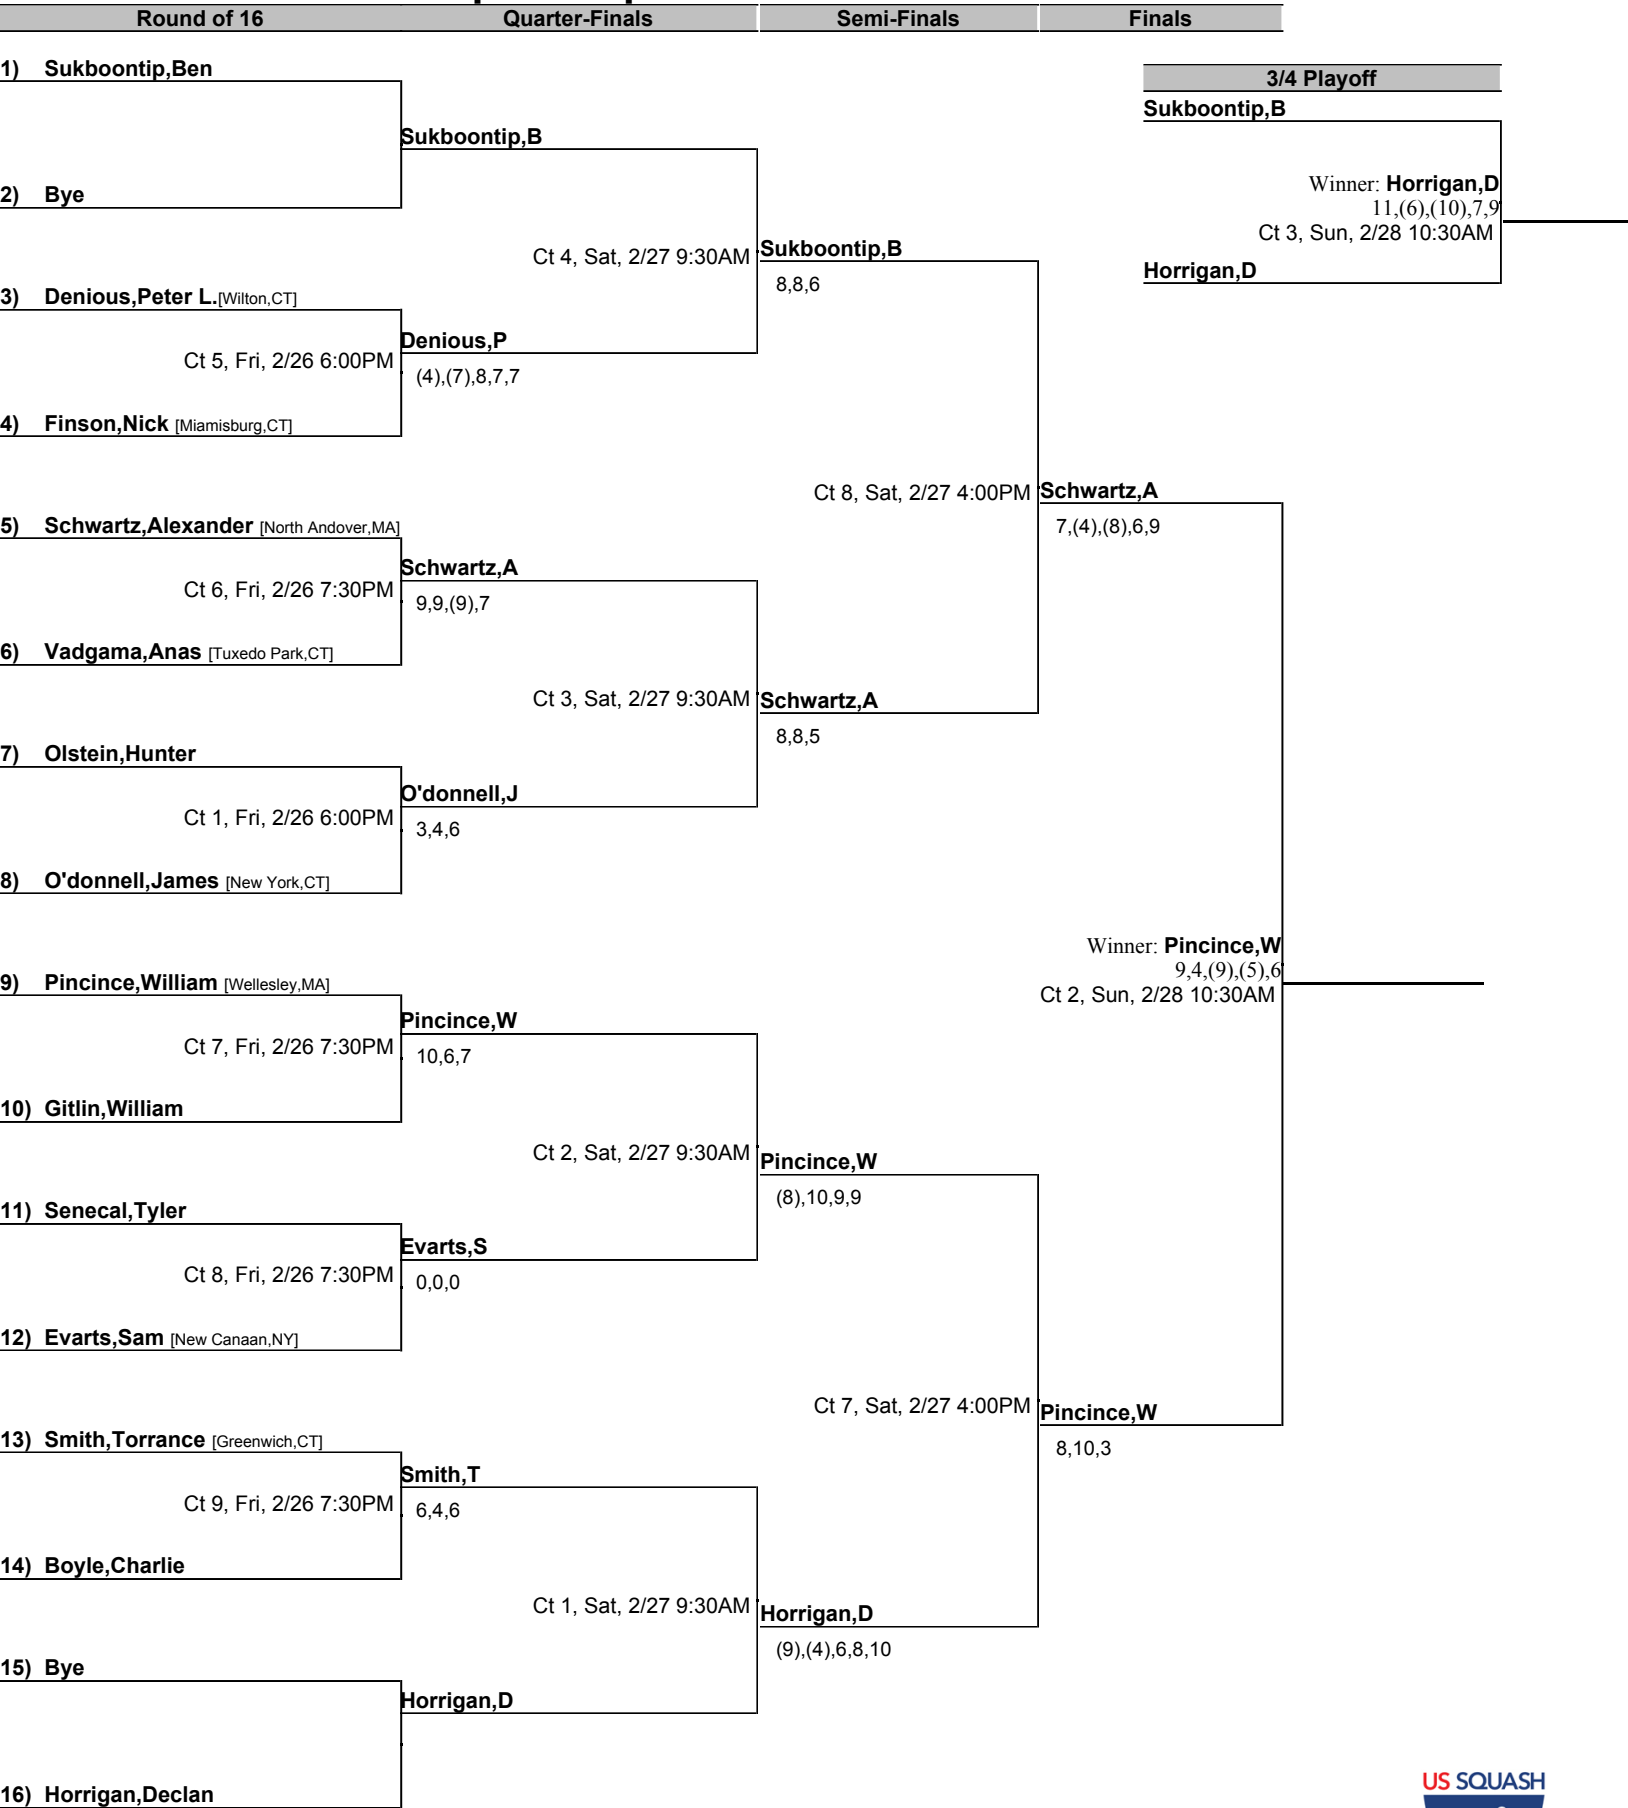 Round of 16 Quarter-Finals Semi-Finals Finals
1) Sukboontip,Ben
3/4 Playoff
Sukboontip,B
Sukboontip,B
Winner: Horrigan,D
2) Bye
11,(6),(10),7,9
Ct 3, Sun, 2/28 10:30AM
Ct 4, Sat, 2/27 9:30AM Sukboontip,B
Horrigan,D
8,8,6
3) Denious,Peter L.[Wilton,CT]
Denious,P
Ct 5, Fri, 2/26 6:00PM
(4),(7),8,7,7
4) Finson,Nick [Miamisburg,CT]
Ct 8, Sat, 2/27 4:00PM Schwartz,A
5) Schwartz,Alexander [North Andover,MA]
7,(4),(8),6,9
Schwartz,A
Ct 6, Fri, 2/26 7:30PM
9,9,(9),7
6) Vadgama,Anas [Tuxedo Park,CT]
Ct 3, Sat, 2/27 9:30AM Schwartz,A
8,8,5
7) Olstein,Hunter
O'donnell,J
Ct 1, Fri, 2/26 6:00PM
3,4,6
8) O'donnell,James [New York,CT]
Winner: Pincince,W
9,4,(9),(5),6
9) Pincince,William [Wellesley,MA]
Ct 2, Sun, 2/28 10:30AM
Pincince,W
Ct 7, Fri, 2/26 7:30PM
10,6,7
10) Gitlin,William
Ct 2, Sat, 2/27 9:30AM Pincince,W
(8),10,9,9
11) Senecal,Tyler
Evarts,S
Ct 8, Fri, 2/26 7:30PM
0,0,0
12) Evarts,Sam [New Canaan,NY]
Ct 7, Sat, 2/27 4:00PM Pincince,W
13) Smith,Torrance [Greenwich,CT]
8,10,3
Smith,T
Ct 9, Fri, 2/26 7:30PM
6,4,6
14) Boyle,Charlie
Ct 1, Sat, 2/27 9:30AM Horrigan,D
(9),(4),6,8,10
15) Bye
Horrigan,D
US SQUASH
16) Horrigan,Declan